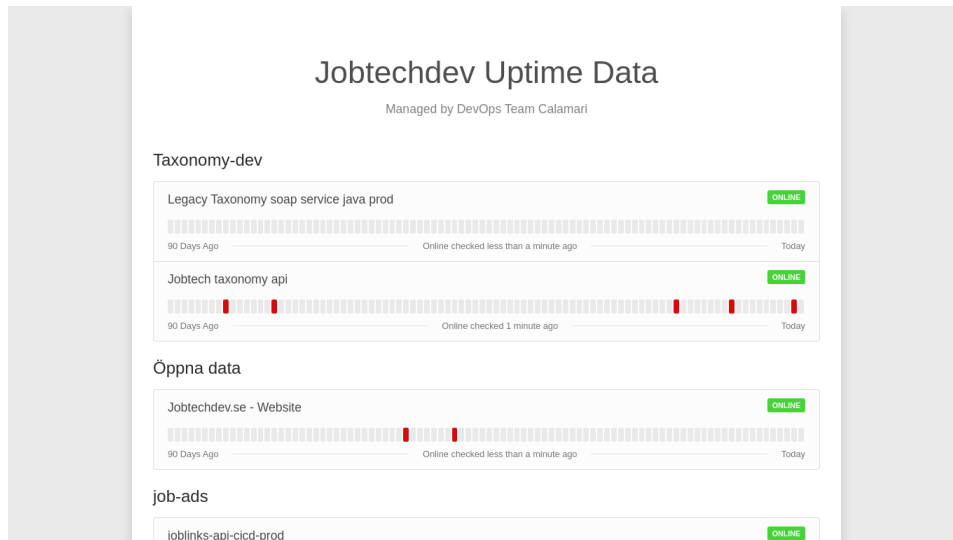 Jobtechdev Uptime Data
Managed by DevOps Team Calamari
Taxonomy-dev
Legacy Taxonomy soap service java prod
ONLINE
90 Days Ago
Online checked less than a minute ago
Today
Jobtech taxonomy api
ONLINE
90 Days Ago
Online checked 1 minute ago
Today
Öppna data
Jobtechdev.se - Website
ONLINE
90 Days Ago
Online checked less than a minute ago
Today
job-ads
joblinks-api-cicd-prod
ONLINE